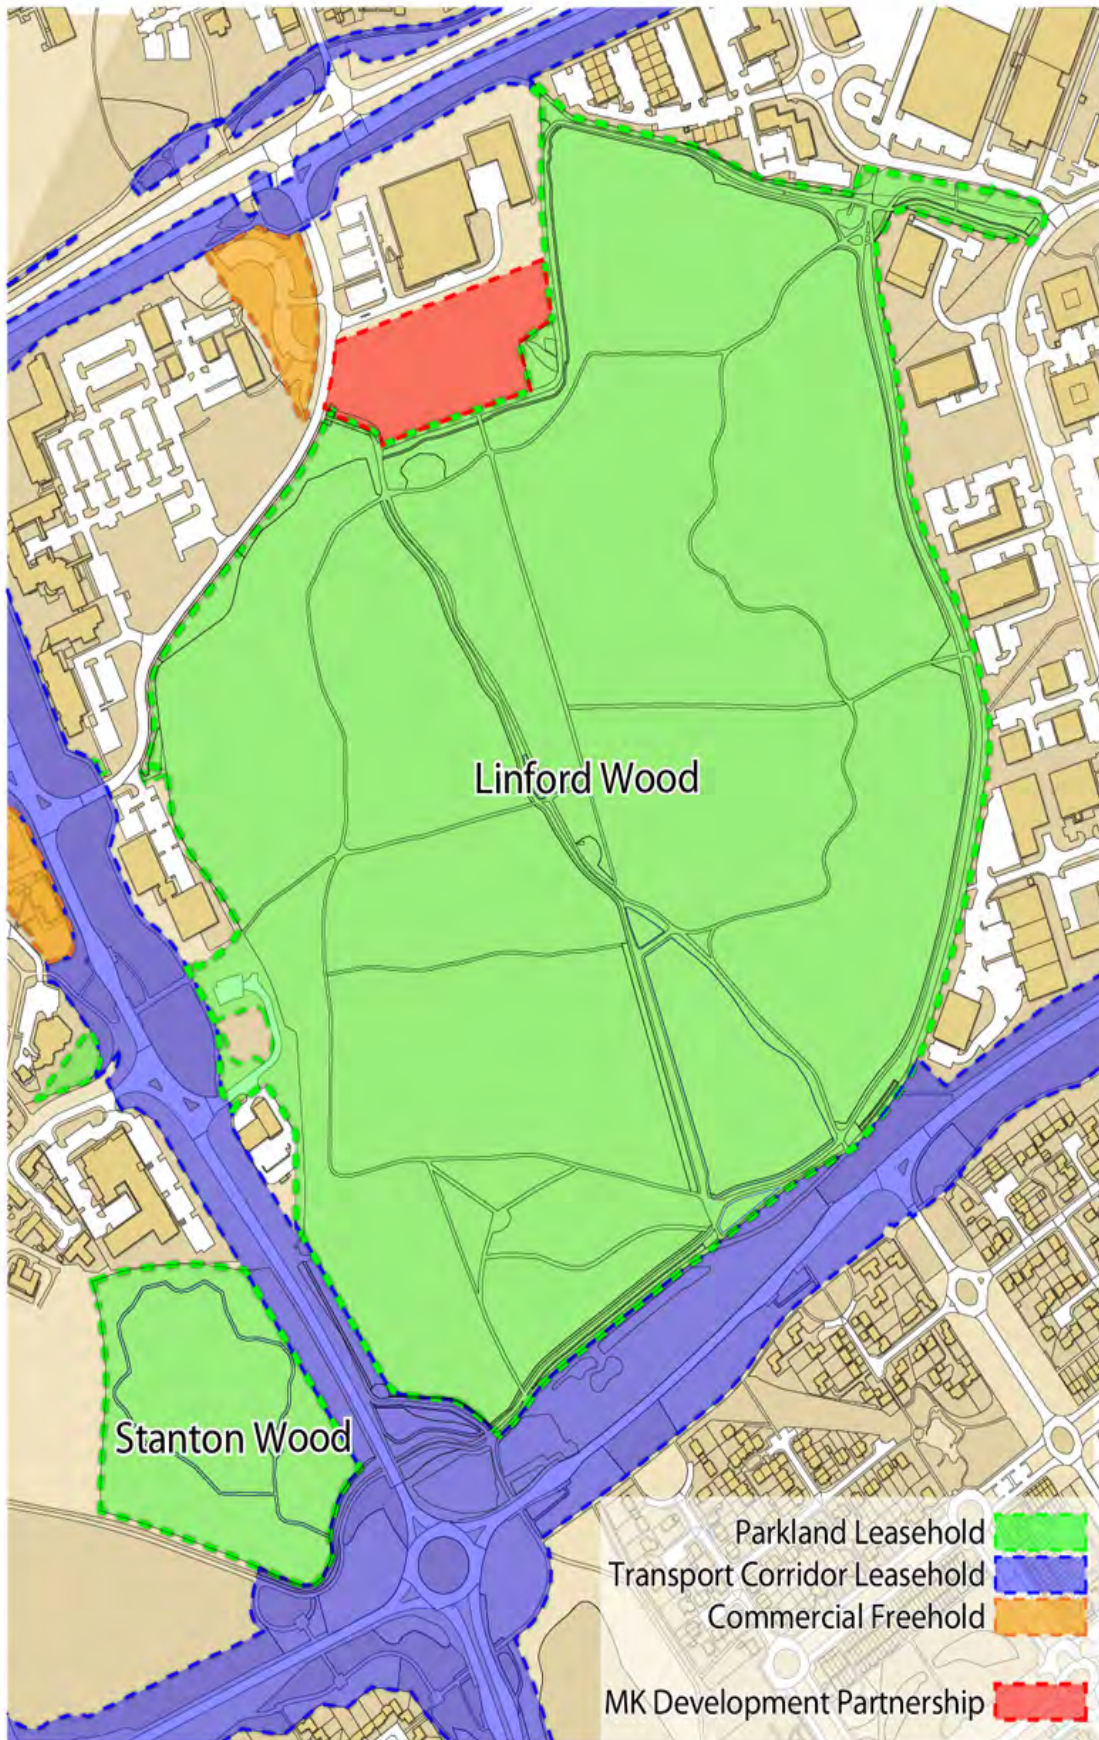 Linford Wood
Stanton Wood
Parkland Leasehold
Transport Corridor Leasehold
Commercial Freehold
MK Development Partnership